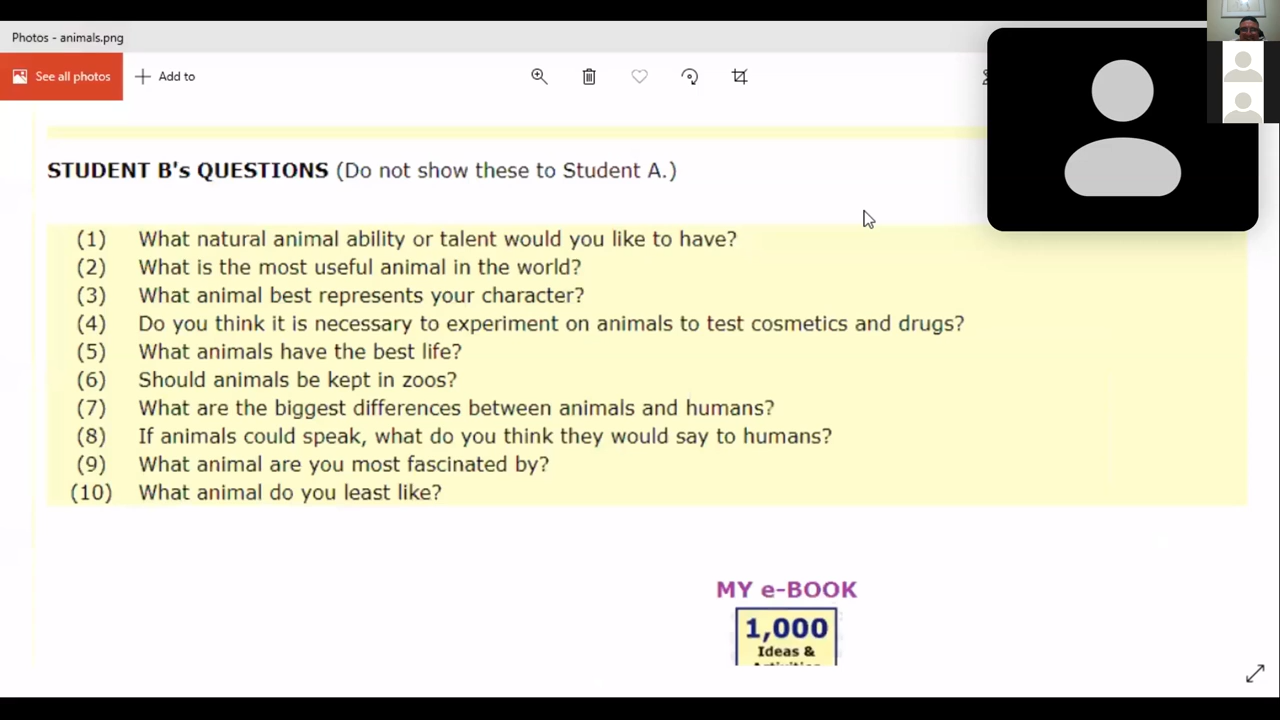 Photos - animals.png
See all photos
Add to
STUDENT B's QUESTIONS (Do not show these to Student A.)
(1) What natural animal ability or talent would you like to have?
(2) What is the most useful animal in the world?
(3) What animal best represents your character?
(4) Do you think it is necessary to experiment on animals to test cosmetics and drugs?
(5) What animals have the best life?
(6) Should animals be kept in zoos?
(7) What are the biggest differences between animals and humans?
(8) If animals could speak, what do you think they would say to humans?
(9) What animal are you most fascinated by?
(10) What animal do you least like?
MY e-BOOK
1,000
Ideas &